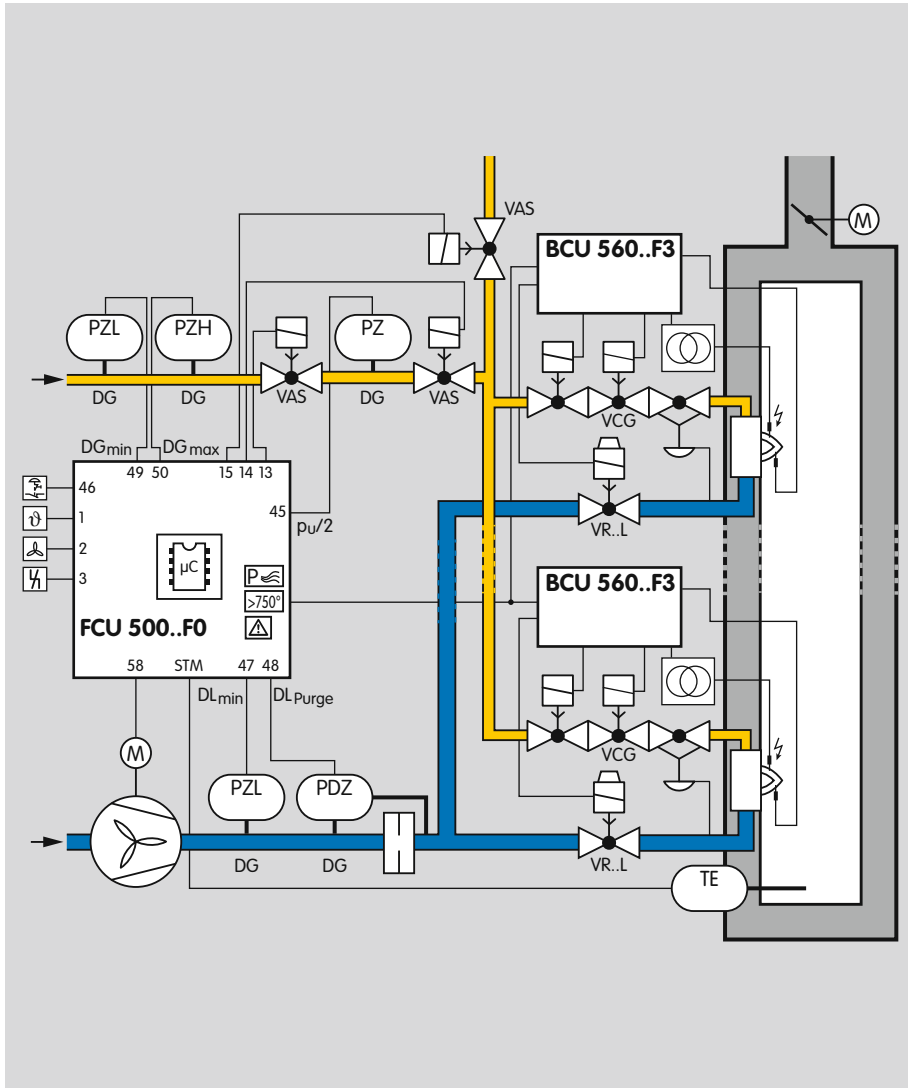 VAS
M
BCU 560..F3
PZL
PZH
PZ
DG
DG
VAS
DG
VAS
VCG
DGmin
DGmax
49
50
15
14
13
46
45
pu/2
1
VR..L
2
µC
P
3
>750°
BCU 560..F3
FCU 500..F0
58
STM
47
48
DLmin
DLPurge
M
VCG
PZL
PDZ
DG
DG
VR..L
TE